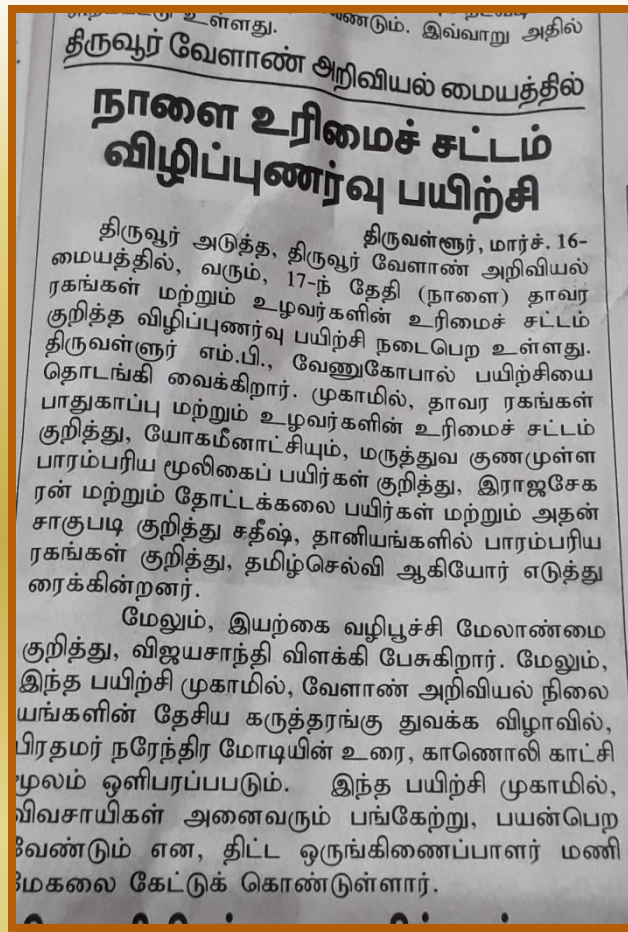 உள்ளது.
வேண்டும். இவ்வாறு அதில்
திருவூர் வேளாண் அறிவியல் மையத்தில்
நாளை உரிமைச் சட்டம்
விழிப்புணர்வு பயிற்சி
திருவள்ளூர், மார்ச். 16-
திருவூர் அடுத்த, திருவூர் வேளாண் அறிவியல்
மையத்தில், வரும், 17-ந் தேதி (நாளை) தாவர
ரகங்கள் மற்றும் உழவர்களின் உரிமைச் சட்டம்
குறித்த விழிப்புணர்வு பயிற்சி நடைபெற உள்ளது.
திருவள்ளுர் எம்.பி., வேணுகோபால் பயிற்சியை
தொடங்கி வைக்கிறார். முகாமில், தாவர ரகங்கள்
பாதுகாப்பு மற்றும் உழவர்களின் உரிமைச் சட்டம்
குறித்து, யோகமீனாட்சியும், மருத்துவ குணமுள்ள
பாரம்பரிய மூலிகைப் பயிர்கள் குறித்து, இராஜசேக
ரன் மற்றும் தோட்டக்கலை பயிர்கள் மற்றும் அதன்
சாகுபடி குறித்து சதீஷ், தானியங்களில் பாரம்பரிய
ரகங்கள் குறித்து, தமிழ்செல்வி ஆகியோர் எடுத்து
ரைக்கின்றனர்.
மேலும், இயற்கை வழிபூச்சி மேலாண்மை
குறித்து, விஜயசாந்தி விளக்கி பேசுகிறார். மேலும்,
இந்த பயிற்சி முகாமில், வேளாண் அறிவியல் நிலை
யங்களின் தேசிய கருத்தரங்கு துவக்க விழாவில்,
பிரதமர் நரேந்திர மோடியின் உரை, காணொலி காட்சி
மூலம் ஒளிபரப்பபடும். இந்த பயிற்சி முகாமில்,
விவசாயிகள் அனைவரும் பங்கேற்று, பயன்பெற
வேண்டும் என, திட்ட ஒருங்கிணைப்பாளர் மணி
மேகலை கேட்டுக் கொண்டுள்ளார்.